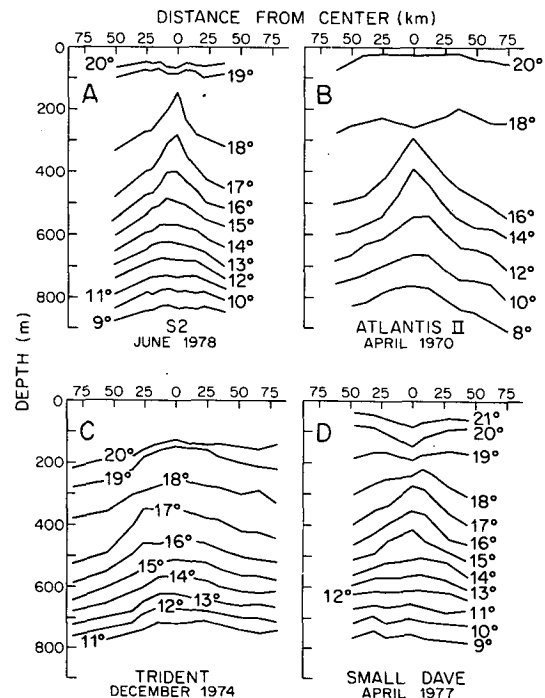 DISTANCE FROM CENTER (km)
75 50 25 0 25 50 75
75 50 25 0 25 50 75
0
200
400
600
800
DEPTH (m)
A
20°
19°
18°
17°
16°
15°
14°
13°
12°
11°
10°
9°
S2
JUNE 1978
B
20°
18°
16°
14°
12°
10°
8°
ATLANTIS II
APRIL 1970
75 50 25 0 25 50 75
75 50 25 0 25 50 75
0
200
400
600
800
C
20°
19°
18°
17°
16°
15°
14°
13°
12°
11°
TRIDENT
DECEMBER 1974
D
21°
20°
19°
18°
17°
16°
15°
14°
13°
12°
11°
10°
9°
SMALL DAVE
APRIL 1977